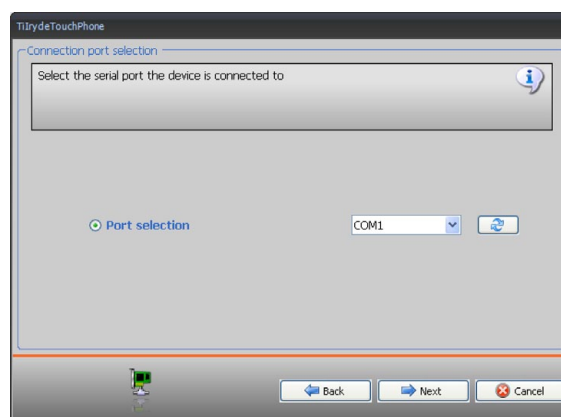 TiIrydeTouchPhone
Connection port selection
Select the serial port the device is connected to
Port selection
COM1
Back
Next
Cancel